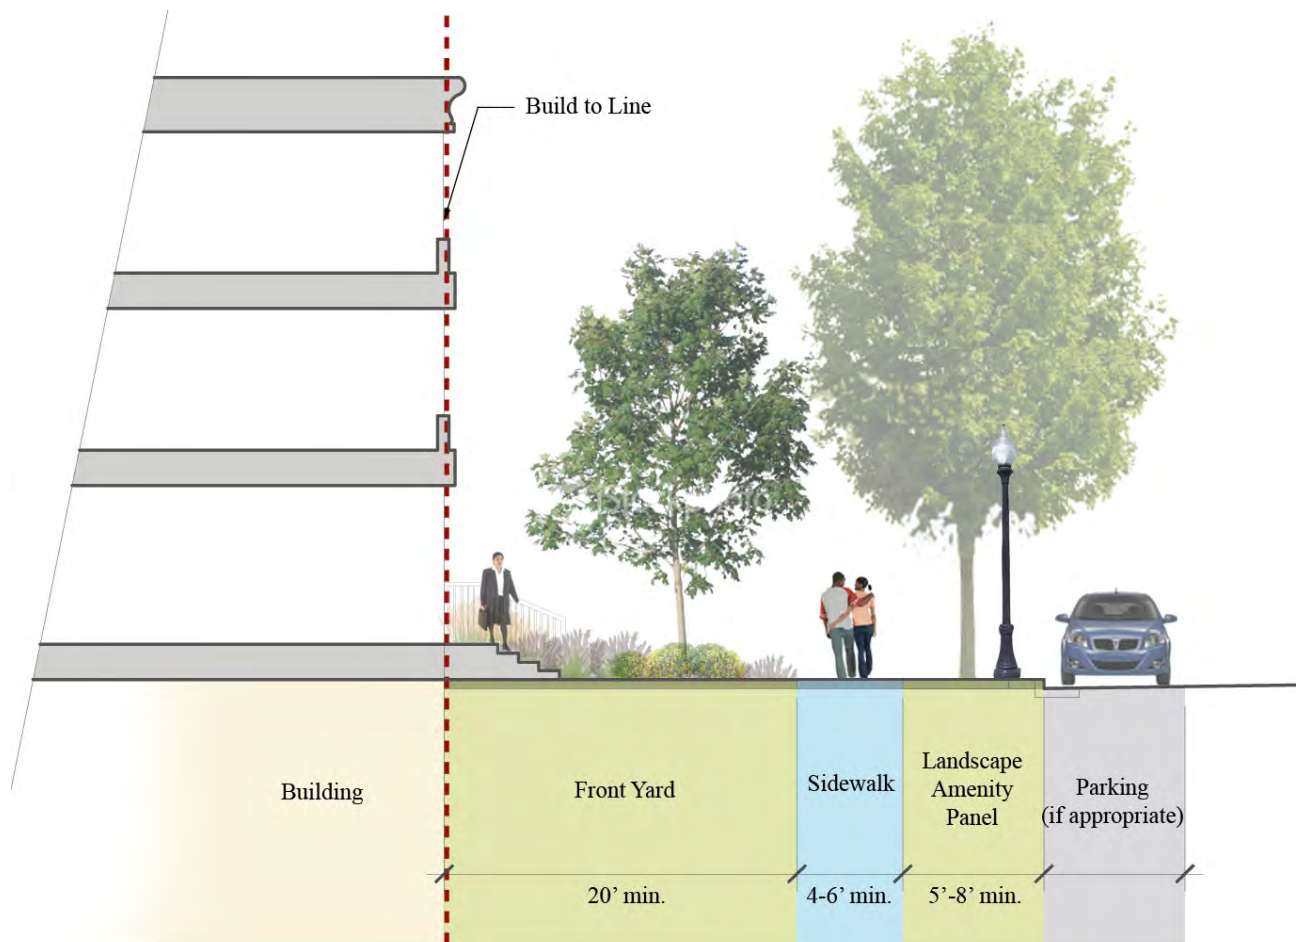 Build to Line
Building
Front Yard
Sidewalk
Landscape
Amenity
Panel
Parking
(if appropriate)
20’ min.
4-6’ min.
5’-8’ min.